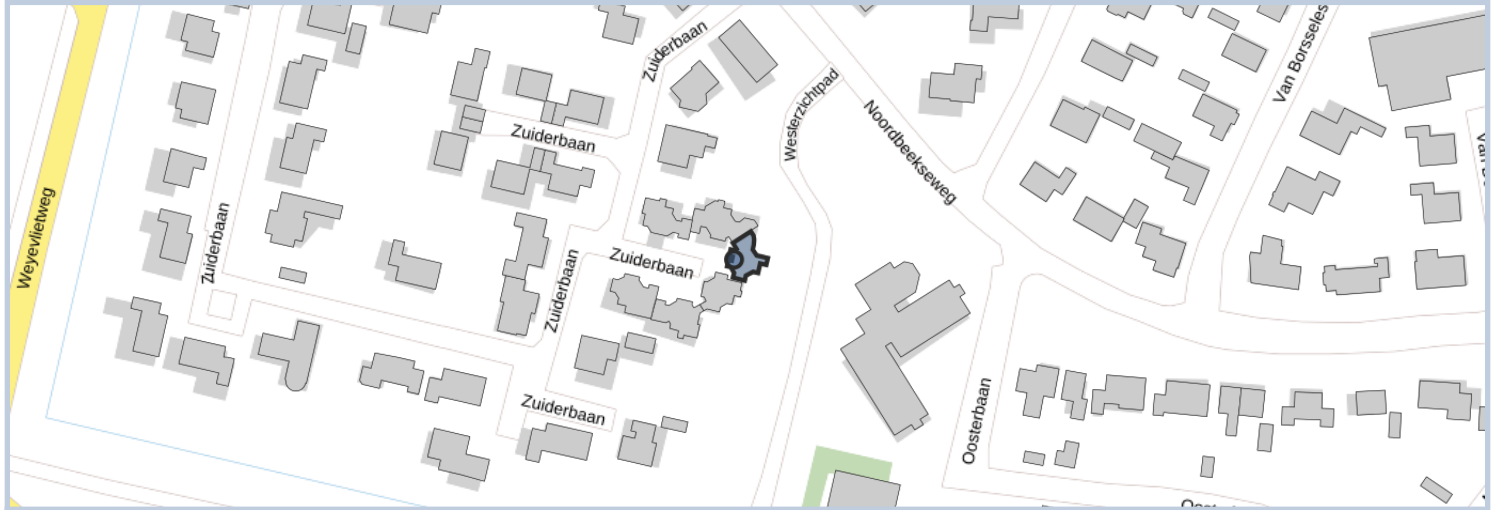 Zuiderbaan
Van Borsseles
Westerzichtpad
Noordbeekseweg
Zuiderbaan
Weyevlietweg
Zuiderbaan
Zuiderbaan
Zuiderbaan
Zuiderbaan
Oosterbaan